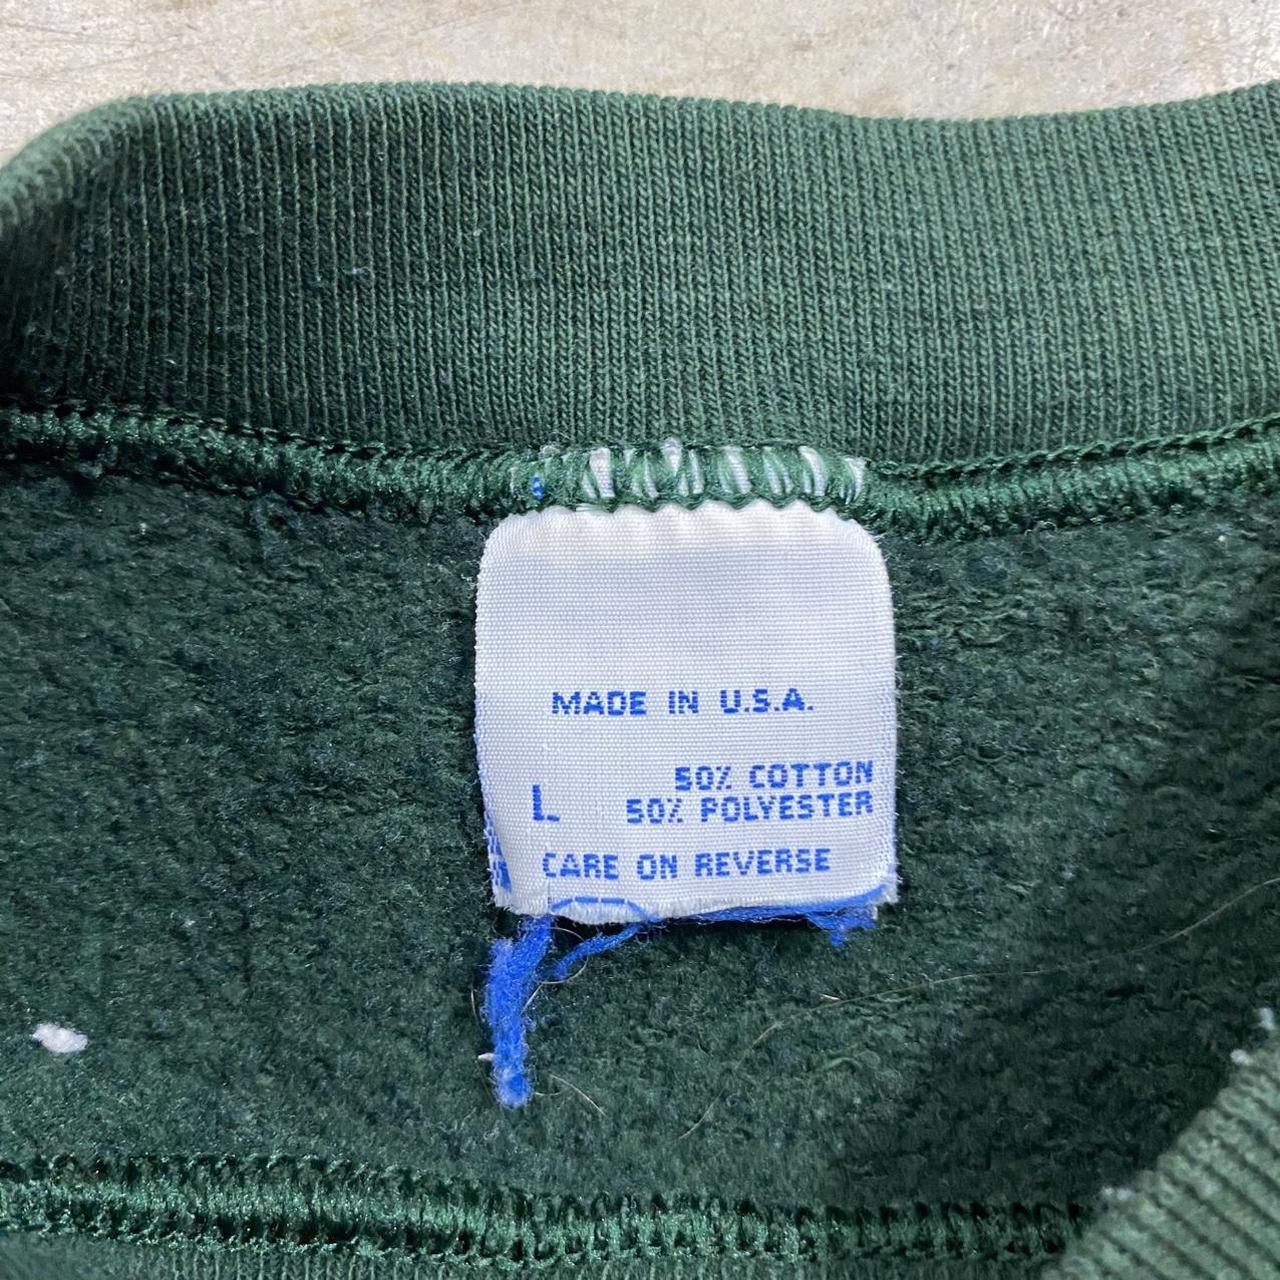 MADE IN U.S.A.
50% COTTON
L 50% POLYESTER
CARE ON REVERSE